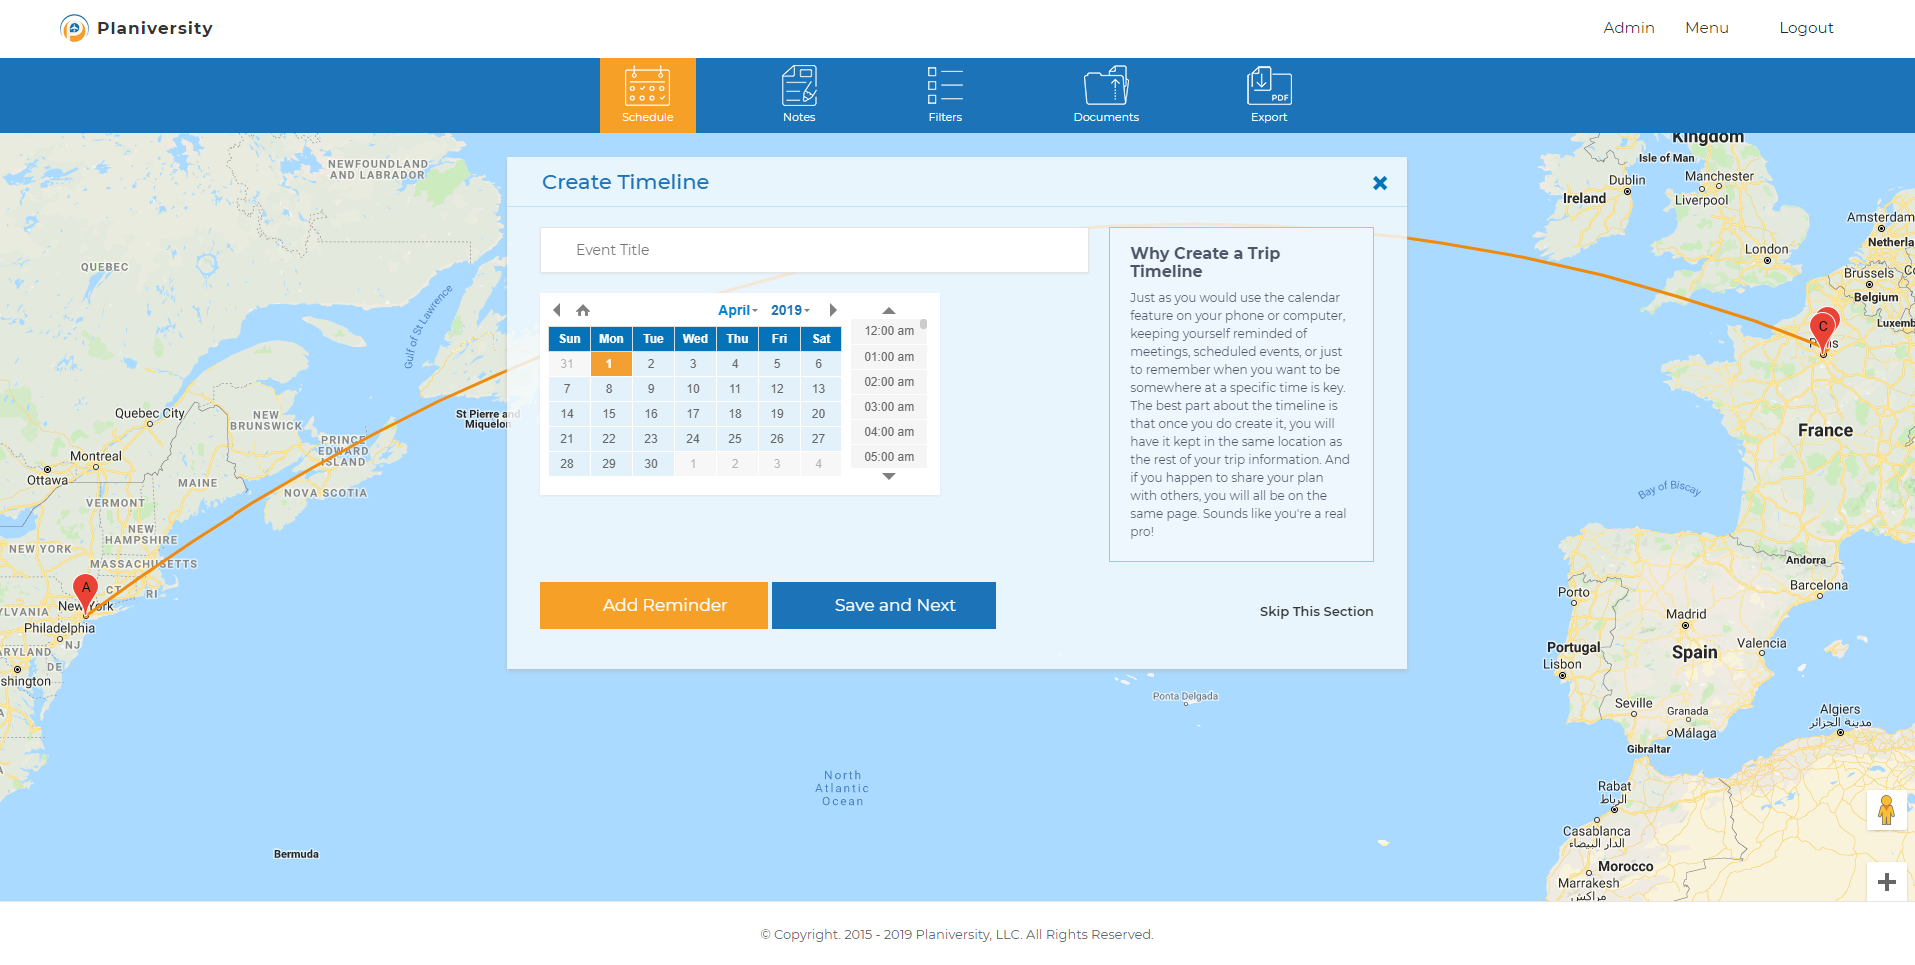 Planiversity
Admin
Menu
Logout
Schedule
Notes
Filters
Documents
PDF
Export
Create Timeline
Event Title
April
2019
Sun Mon Tue Wed Thu Fri Sat
31 1 2 3 4 5 6
7 8 9 10 11 12 13
14 15 16 17 18 19 20
21 22 23 24 25 26 27
28 29 30 1 2 3 4
12:00 am
01:00 am
02:00 am
03:00 am
04:00 am
05:00 am
Why Create a Trip
Timeline
Just as you would use the calendar
feature on your phone or computer,
keeping yourself reminded of
meetings, scheduled events, or just
to remember when you want to be
somewhere at a specific time is key.
The best part about the timeline is
that once you do create it, you will
have it kept in the same location as
the rest of your trip information. And
if you happen to share your plan
with others, you will all be on the
same page. Sounds like you're a real
pro!
Add Reminder
Save and Next
Skip This Section
NEWFOUNDLAND
AND LABRADOR
QUEBEC
Gulf of St Lawrence
Quebec City
NEW
BRUNSWICK
St Pierre and
Miquelon
PRINCE
EDWARD
ISLAND
Montreal
Ottawa
MAINE
NOVA SCOTIA
VERMONT
NEW
HAMPSHIRE
NEW YORK
MASSACHUSETTS
A
CT
RI
New York
YLVANIA
Philadelphia
NJ
ARYLAND
DE
shington
Bermuda
North
Atlantic
Ocean
Ponta Delgada
Kingdom
Isle of Man
Dublin
Manchester
Ireland
Liverpool
Amsterdam
London
Netherla
Brussels
Belgium
C
Luxemb
Paris
France
Bay of Biscay
Andorra
Barcelona
Porto
Madrid
Portugal
Valencia
Lisbon
Spain
Seville
Granada
Málaga
Algiers
مدينة الجزائر
Gibraltar
Rabat
الرباط
Casablanca
الدار البيضاء
Morocco
Marrakesh
مراكش
© Copyright. 2015 - 2019 Planiversity, LLC. All Rights Reserved.